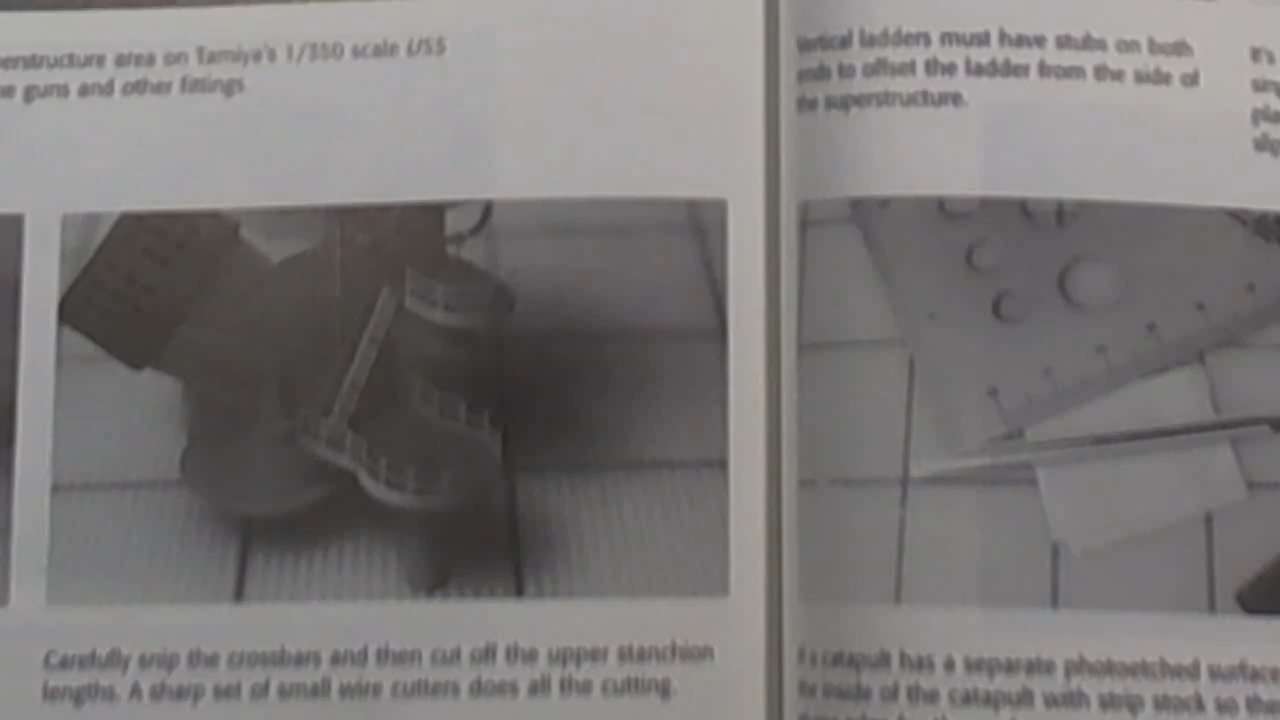 erstructure area on Tamiya's 1/350 scale USS
e guns and other fittings.
Carefully snip the crossbars and then cut off the upper stanchion
lengths. A sharp set of small wire cutters does all the cutting.
vertical ladders must have stubs on both
ends to offset the ladder from the side of
the superstructure.
It's
catapult has a separate photoetched surface
inside of the catapult with strip stock so the